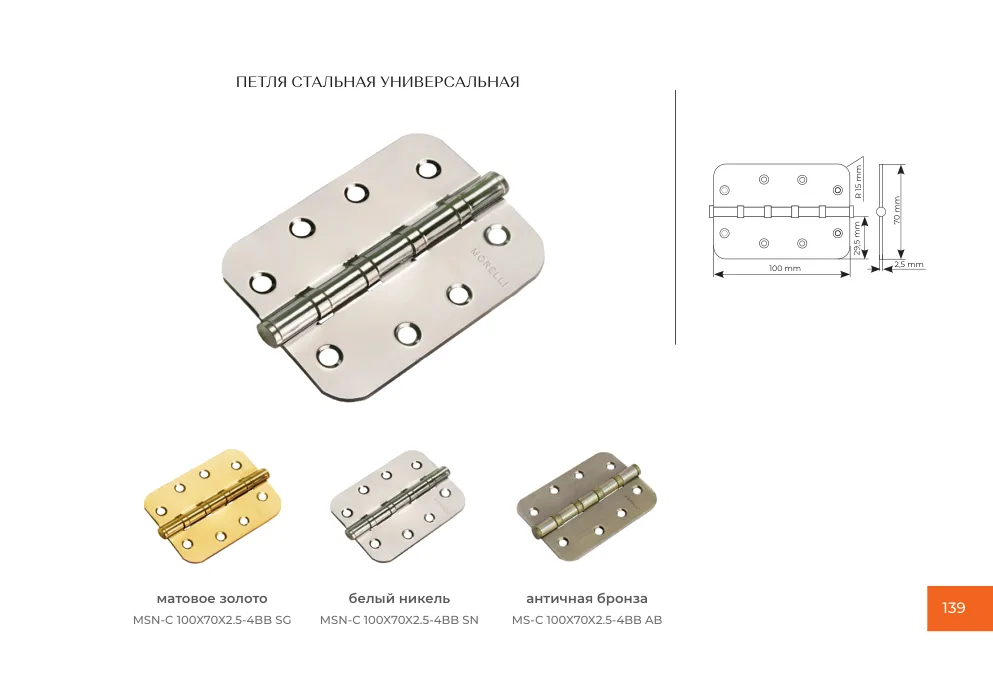 ПЕТЛЯ СТАЛЬНАЯ УНИВЕРСАЛЬНАЯ
MORELLI
R 15 mm
70 mm
29,5 mm
2,5 mm
100 mm
матовое золото
MSN-C 100X70X2.5-4BB SG
белый никель
MSN-C 100X70X2.5-4BB SN
античная бронза
MS-C 100X70X2.5-4BB AB
139